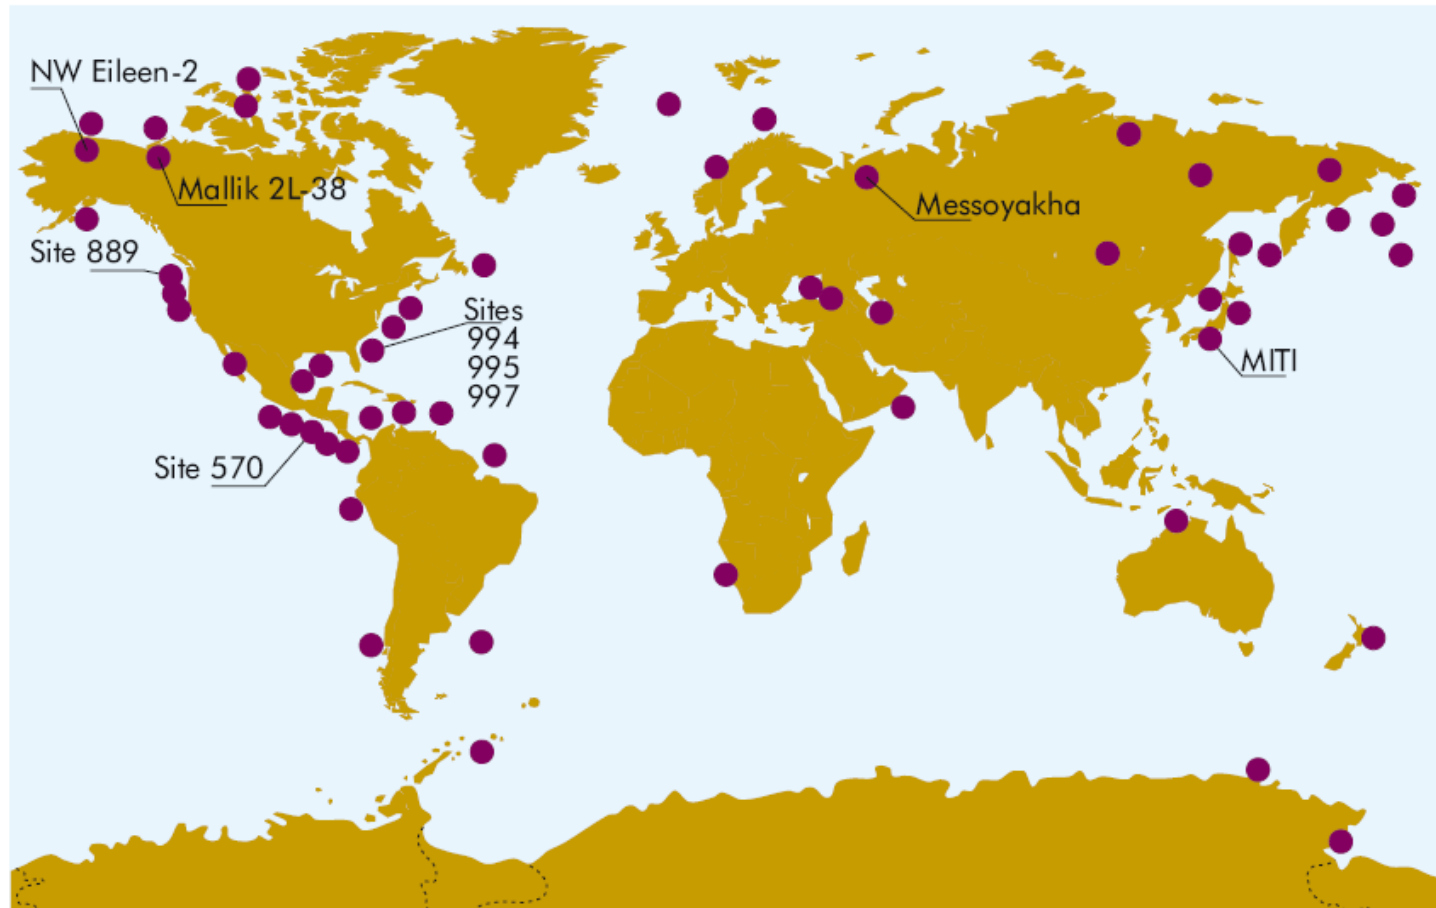 NW Eileen-2
Mallik 2L-38
Messoyakha
Site 889
Sites
994
995
997
MITI
Site 570